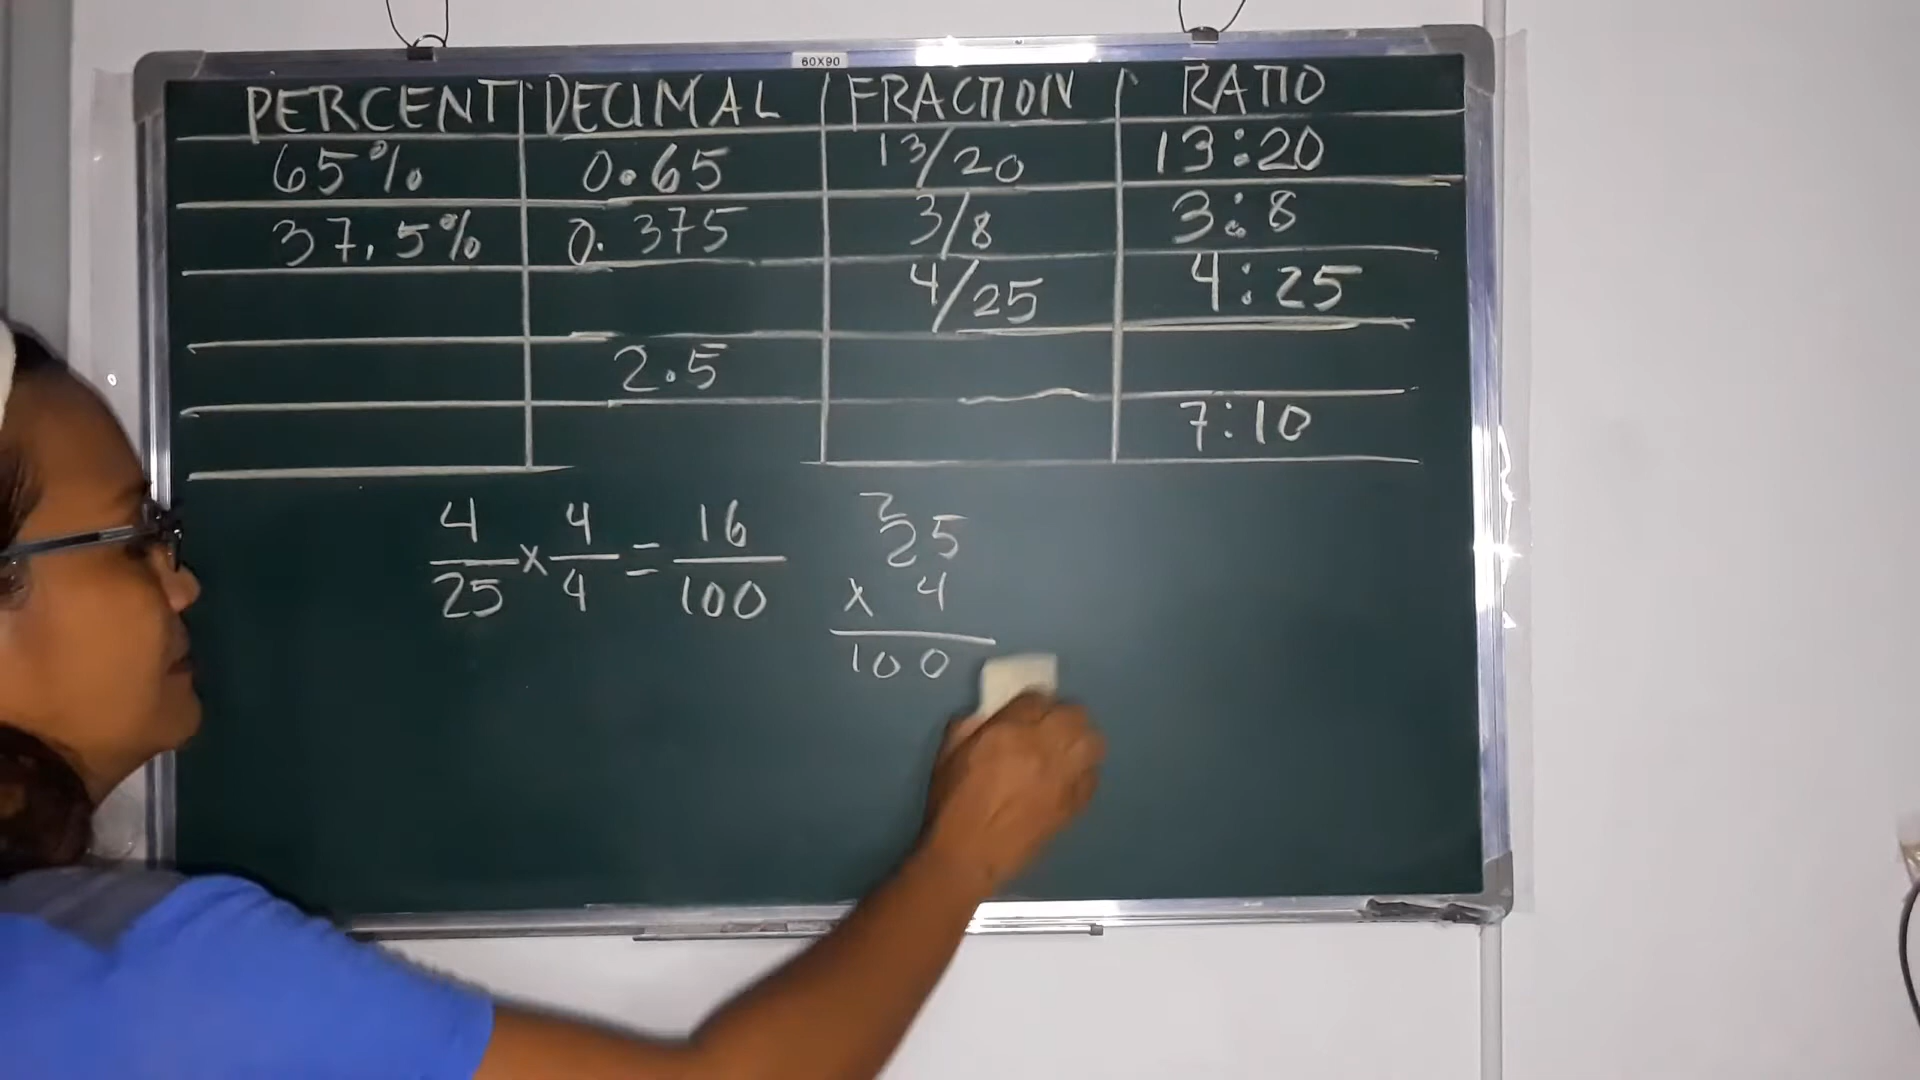 60X90
PERCENT DECIMAL FRACTION RATIO
65% 0.65 13/20 13:20
37.5% 0.375 3/8 3:8
4/25 4:25
2.5
7:10
4/25 x 4/4 = 16/100
2
25
x 4
100